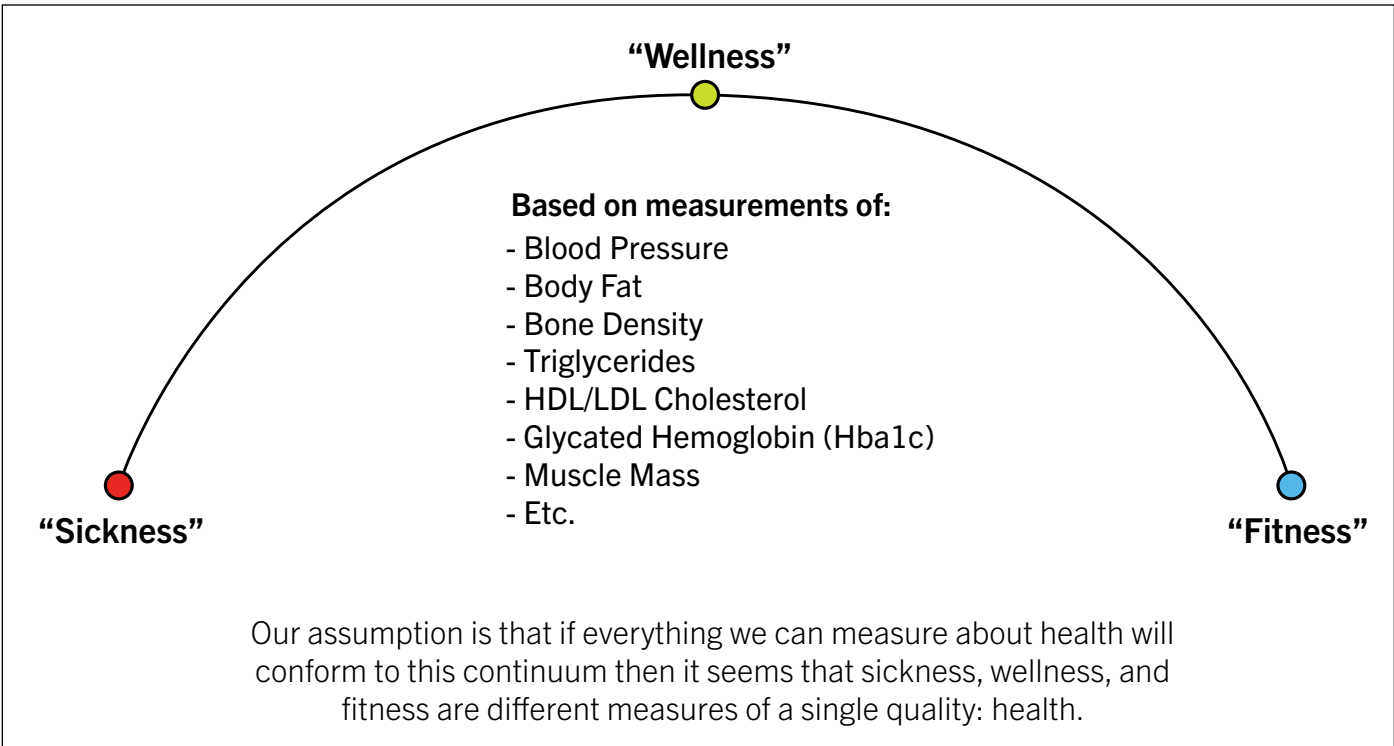 “Wellness”
Based on measurements of:
- Blood Pressure
- Body Fat
- Bone Density
- Triglycerides
- HDL/LDL Cholesterol
- Glycated Hemoglobin (Hba1c)
- Muscle Mass
- Etc.
“Sickness”
“Fitness”
Our assumption is that if everything we can measure about health will
conform to this continuum then it seems that sickness, wellness, and
fitness are different measures of a single quality: health.